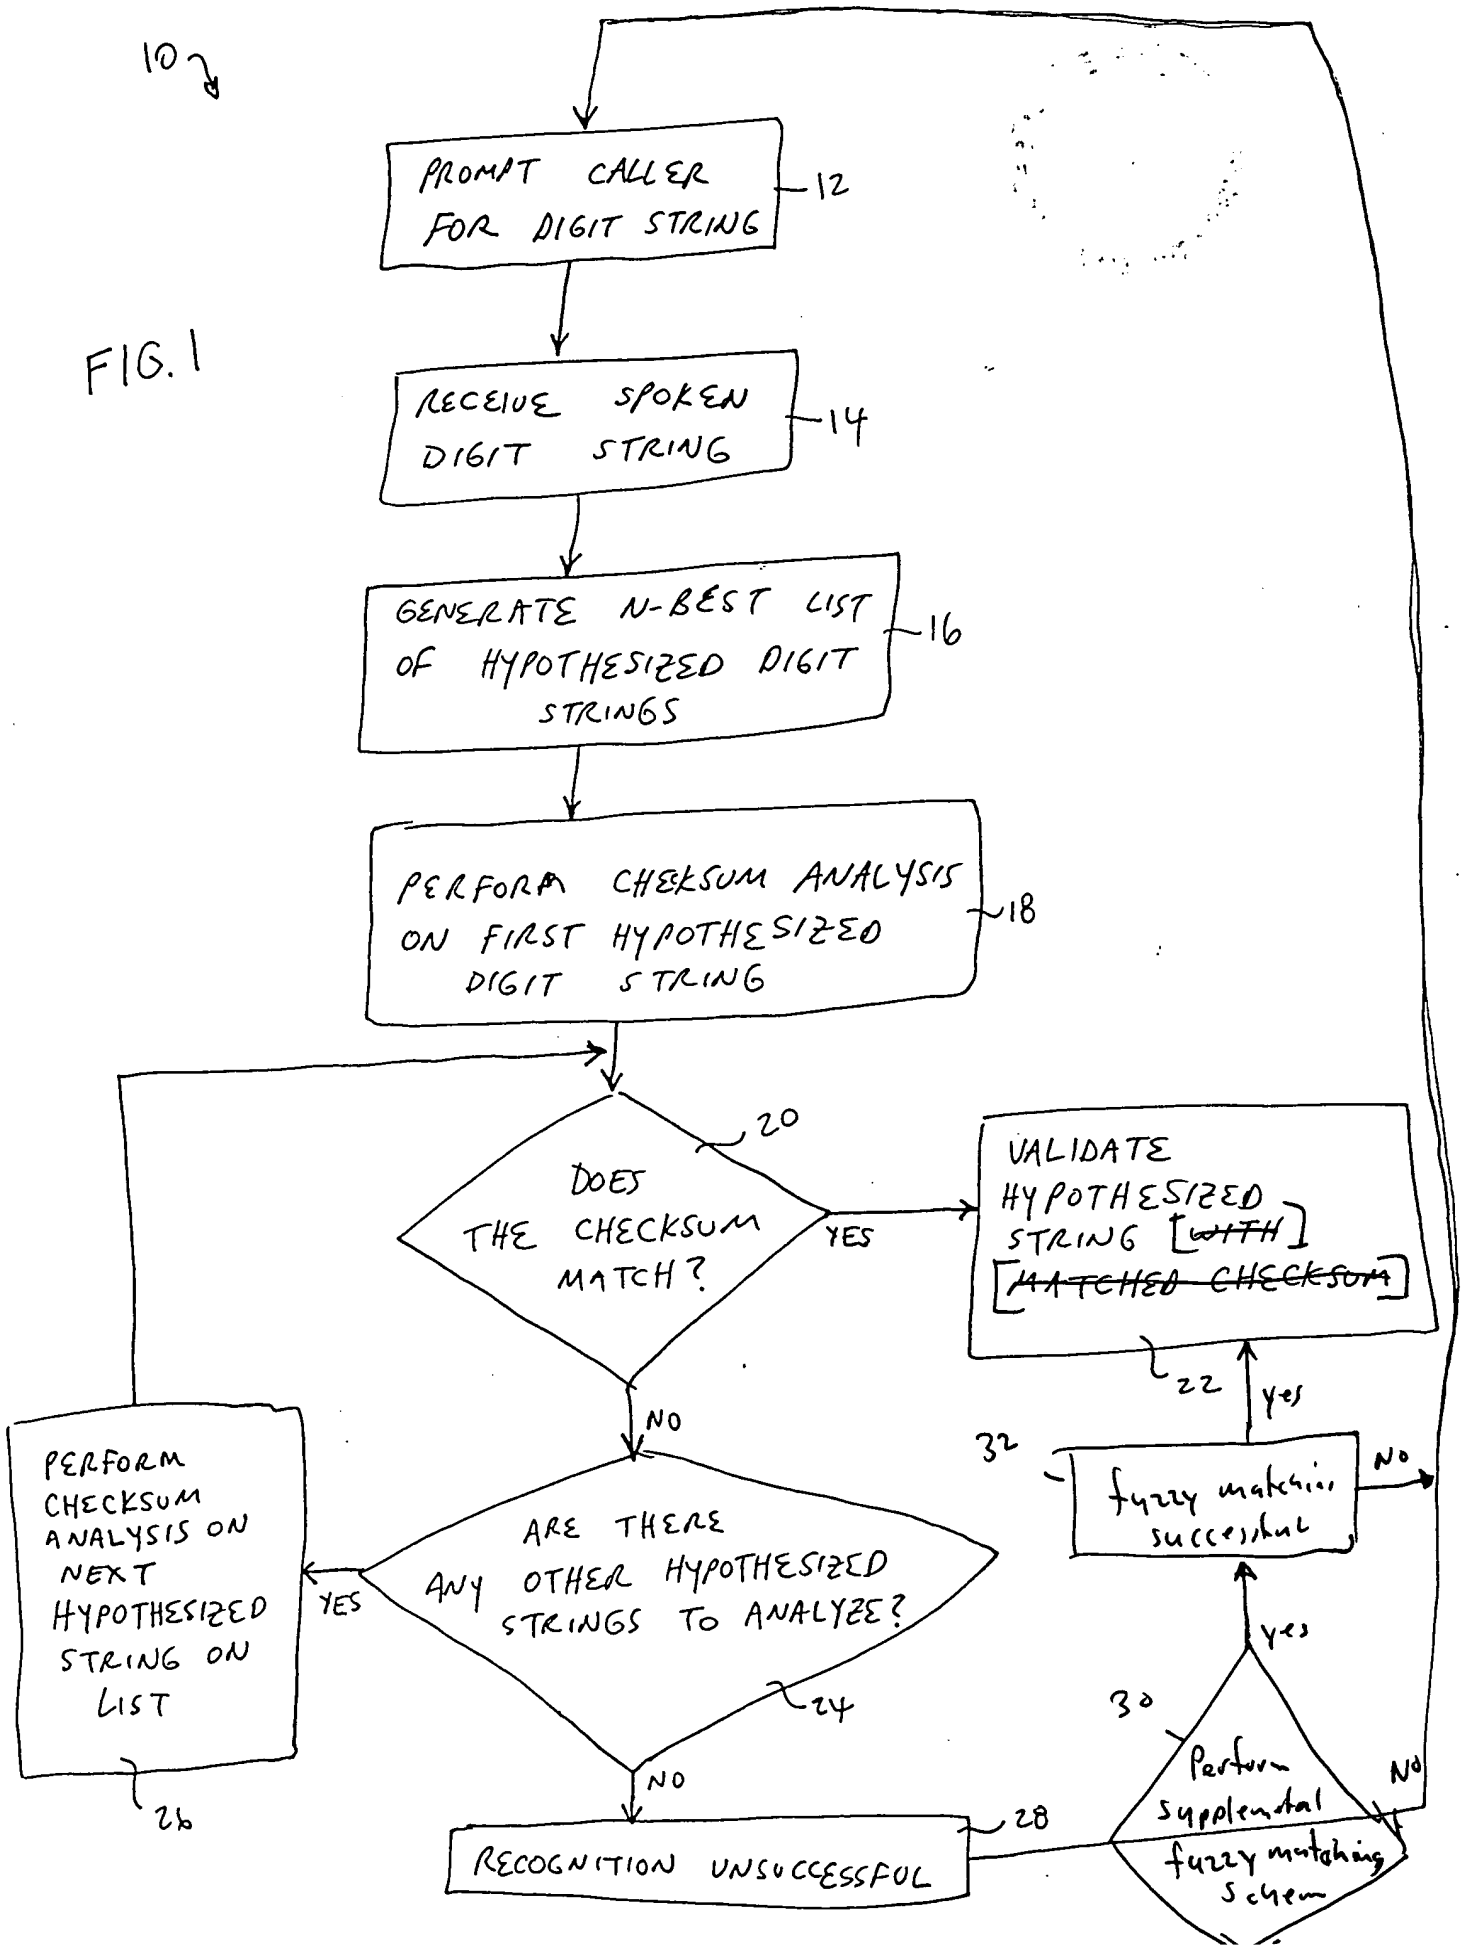 10
PROMPT CALLER
FOR DIGIT STRING
12
FIG. 1
RECEIVE SPOKEN
DIGIT STRING
14
GENERATE N-BEST LIST
OF HYPOTHESIZED DIGIT
STRINGS
16
PERFORM CHEKSUM ANALYSIS
ON FIRST HYPOTHESIZED
DIGIT STRING
18
20
DOES
THE CHECKSUM
MATCH?
YES
VALIDATE
HYPOTHESIZED
STRING [WITH]
[MATCHED CHECKSUM]
22
NO
yes
32
fuzzy matching
successful
NO
PERFORM
CHECKSUM
ANALYSIS ON
NEXT
HYPOTHESIZED
STRING ON
LIST
26
YES
ARE THERE
ANY OTHER HYPOTHESIZED
STRINGS TO ANALYZE?
24
yes
30
Perform
supplemetal
fuzzy matching
schem
NO
NO
RECOGNITION UNSUCCESSFUL
28